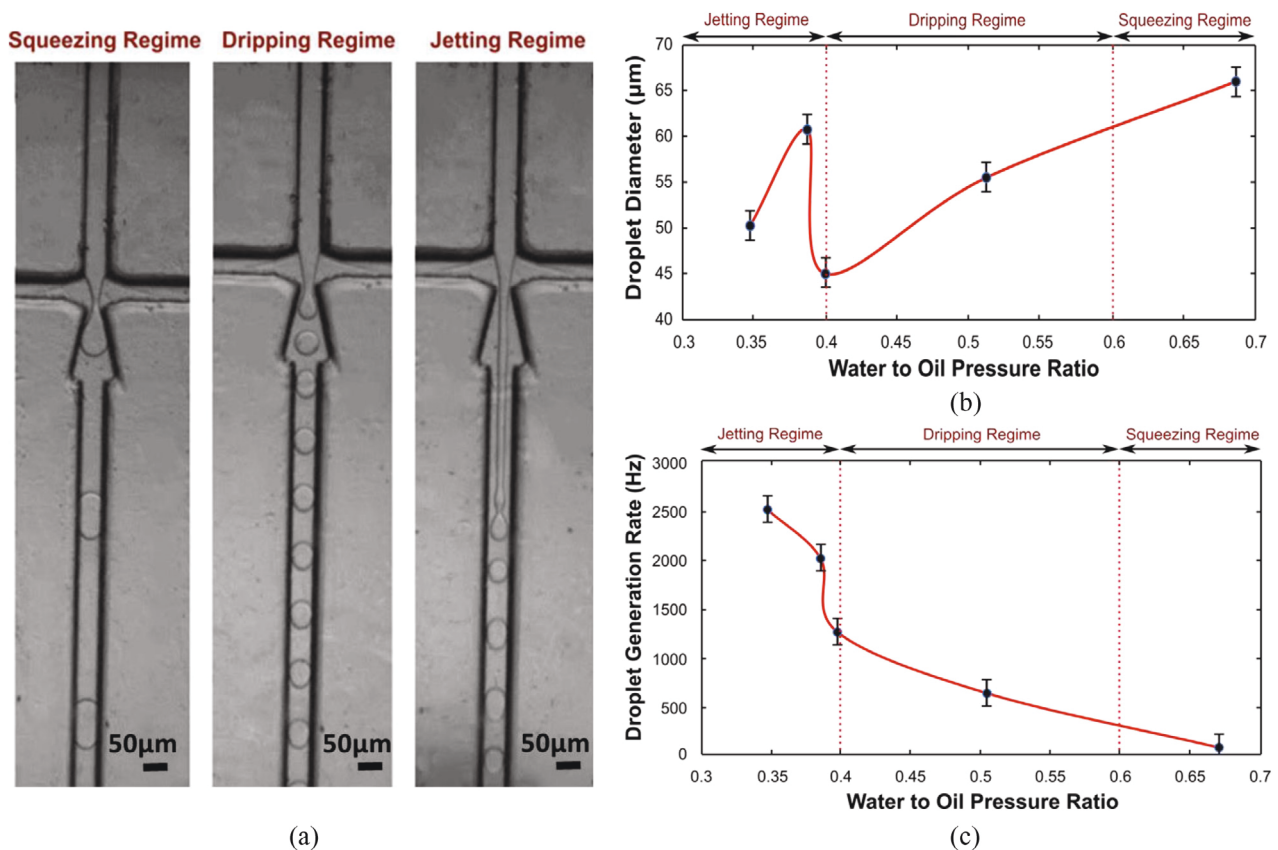 Squeezing Regime Dripping Regime Jetting Regime
50μm 50μm 50μm
(a)
Jetting Regime Dripping Regime Squeezing Regime
Droplet Diameter (μm)
70
65
60
55
50
45
40
0.3 0.35 0.4 0.45 0.5 0.55 0.6 0.65 0.7
Water to Oil Pressure Ratio
(b)
Jetting Regime Dripping Regime Squeezing Regime
Droplet Generation Rate (Hz)
3000
2500
2000
1500
1000
500
0
0.3 0.35 0.4 0.45 0.5 0.55 0.6 0.65 0.7
Water to Oil Pressure Ratio
(c)